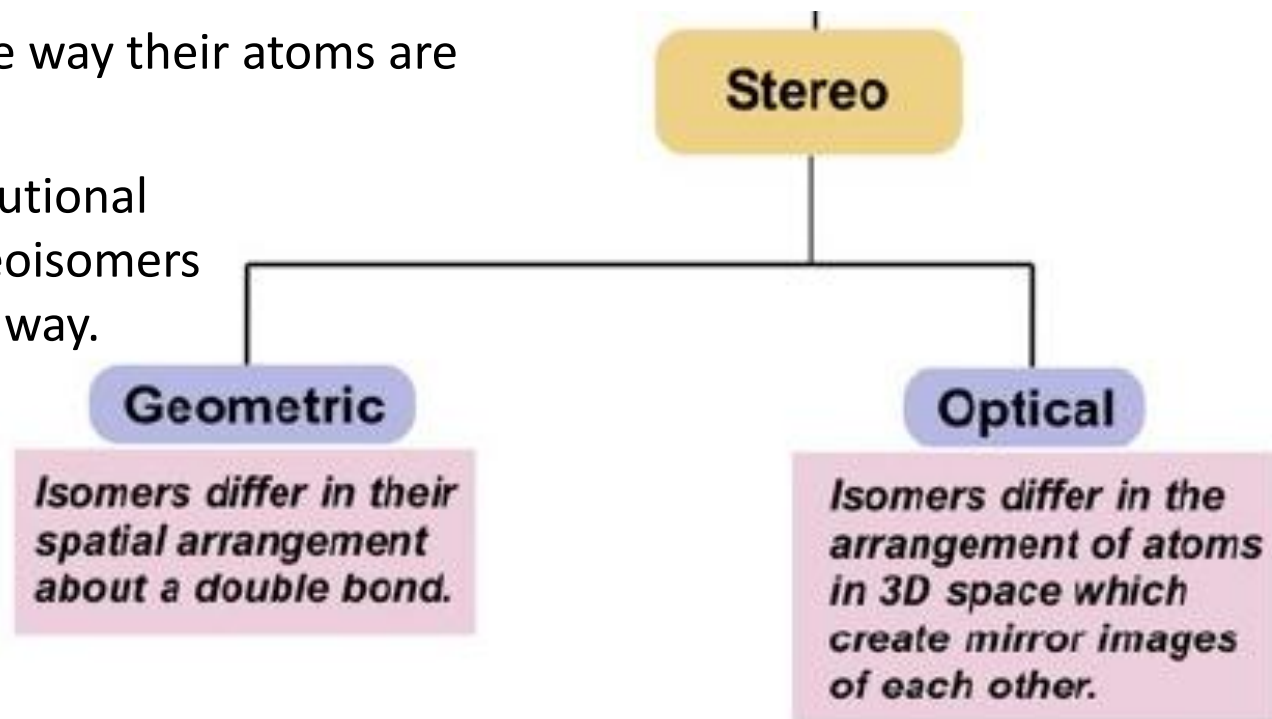 e way their atoms are
utional
eoisomers
way.
Stereo
Geometric
Isomers differ in their
spatial arrangement
about a double bond.
Optical
Isomers differ in the
arrangement of atoms
in 3D space which
create mirror images
of each other.